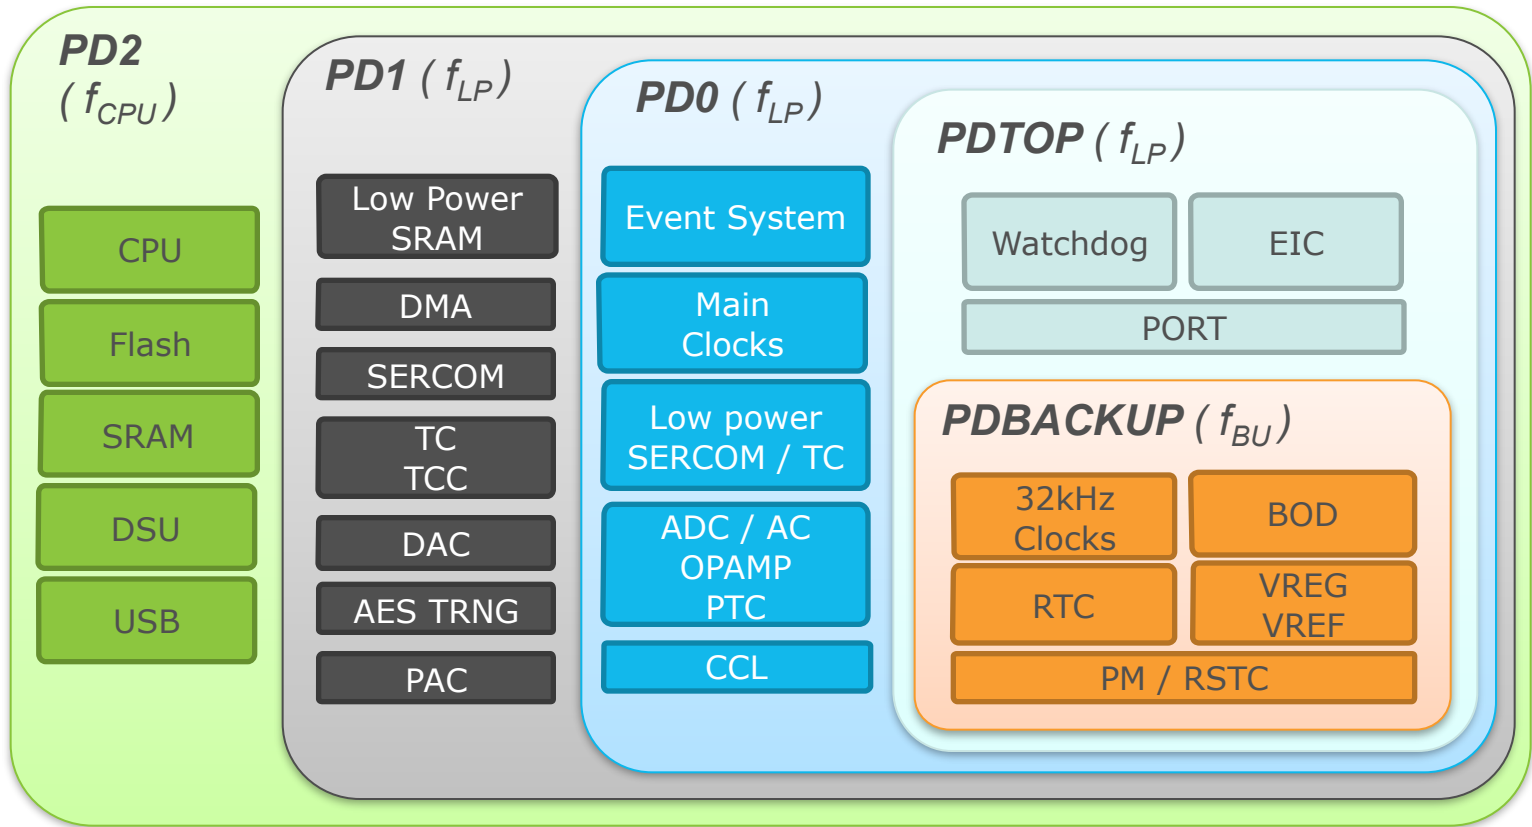 PD2
( fCPU )
CPU
Flash
SRAM
DSU
USB
PD1 ( fLP )
Low Power
SRAM
DMA
SERCOM
TC
TCC
DAC
AES TRNG
PAC
PD0 ( fLP )
Event System
Main
Clocks
Low power
SERCOM / TC
ADC / AC
OPAMP
PTC
CCL
PDTOP ( fLP )
Watchdog
EIC
PORT
PDBACKUP ( fBU )
32kHz
Clocks
BOD
RTC
VREG
VREF
PM / RSTC